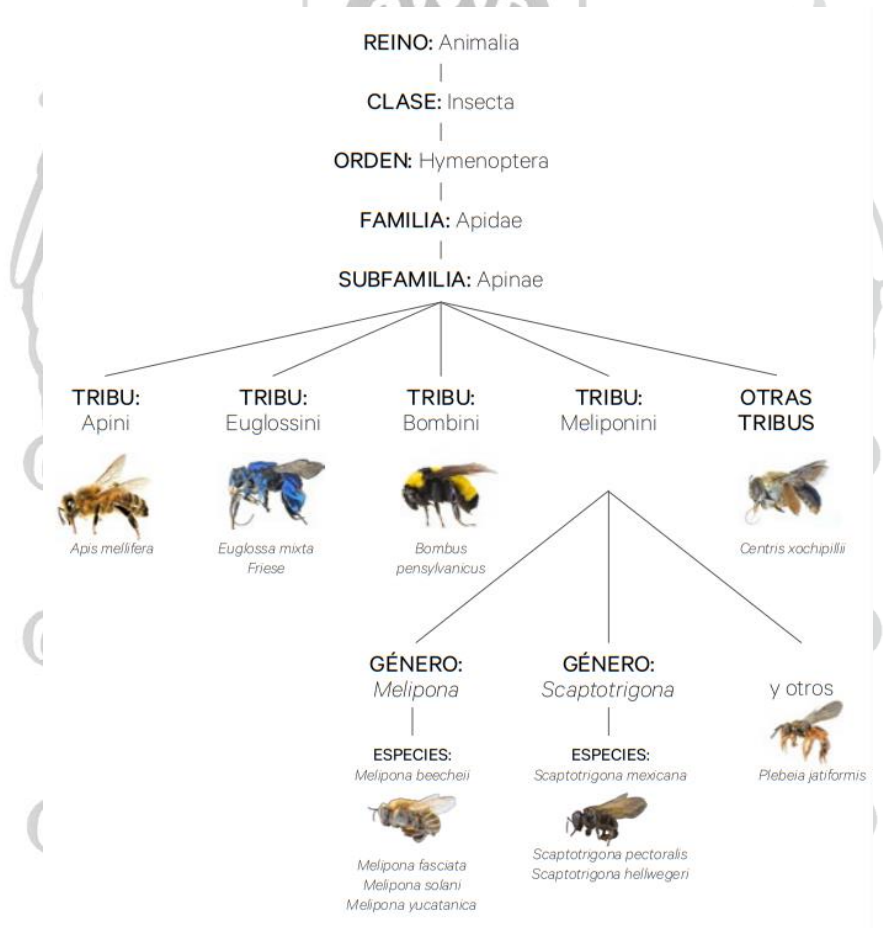 REINO: Animalia
CLASE: Insecta
ORDEN: Hymenoptera
FAMILIA: Apidae
SUBFAMILIA: Apinae
TRIBU:
Apini
TRIBU:
Euglossini
TRIBU:
Bombini
TRIBU:
Meliponini
OTRAS
TRIBUS
Apis mellifera
Euglossa mixta
Friese
Bombus
pensylvanicus
Centris xochipillii
GÉNERO:
Melipona
ESPECIES:
Melipona beecheii
Melipona fasciata
Melipona solani
Melipona yucatanica
GÉNERO:
Scaptotrigona
ESPECIES:
Scaptotrigona mexicana
Scaptotrigona pectoralis
Scaptotrigona hellwegeri
y otros
Plebeia jatiformis